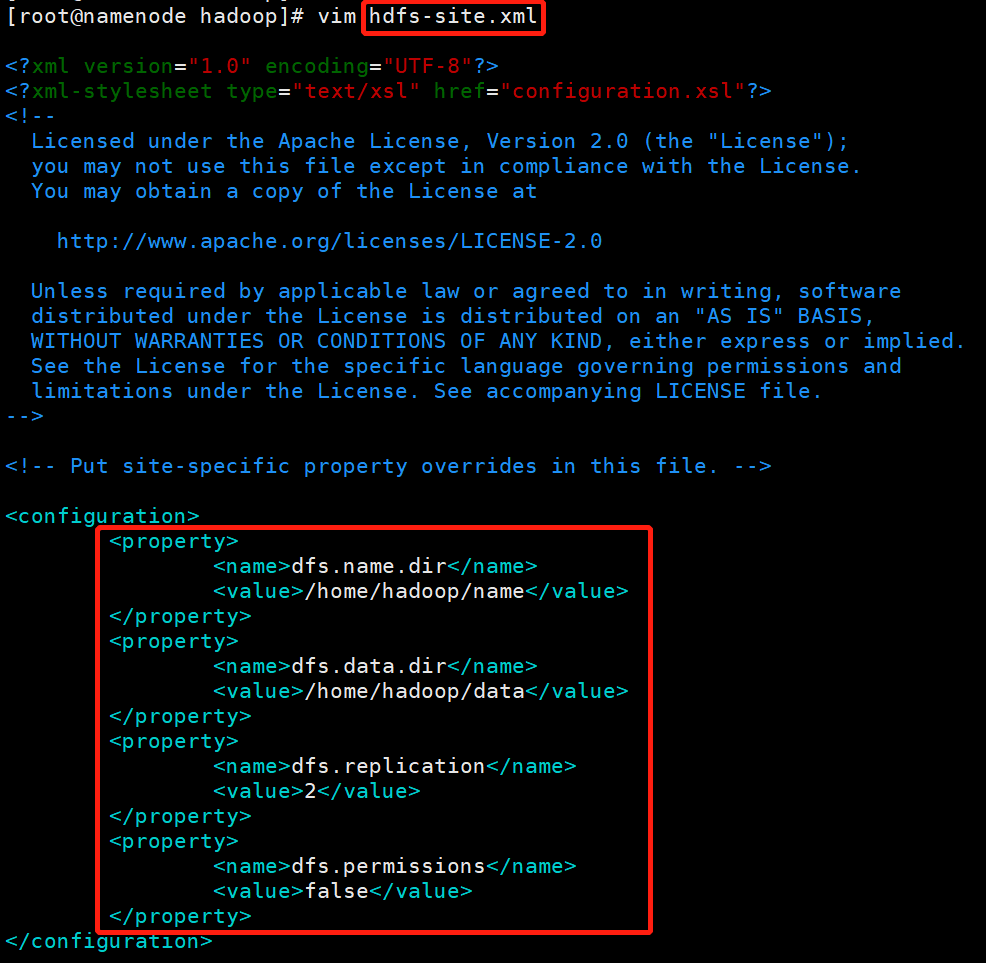 [root@namenode hadoop]# vim hdfs-site.xml
<?xml version="1.0" encoding="UTF-8"?>
<?xml-stylesheet type="text/xsl" href="configuration.xsl"?>
<!--
  Licensed under the Apache License, Version 2.0 (the "License");
  you may not use this file except in compliance with the License.
  You may obtain a copy of the License at

    http://www.apache.org/licenses/LICENSE-2.0

  Unless required by applicable law or agreed to in writing, software
  distributed under the License is distributed on an "AS IS" BASIS,
  WITHOUT WARRANTIES OR CONDITIONS OF ANY KIND, either express or implied.
  See the License for the specific language governing permissions and
  limitations under the License. See accompanying LICENSE file.
-->

<!-- Put site-specific property overrides in this file. -->

<configuration>
        <property>
                <name>dfs.name.dir</name>
                <value>/home/hadoop/name</value>
        </property>
        <property>
                <name>dfs.data.dir</name>
                <value>/home/hadoop/data</value>
        </property>
        <property>
                <name>dfs.replication</name>
                <value>2</value>
        </property>
        <property>
                <name>dfs.permissions</name>
                <value>false</value>
        </property>
</configuration>